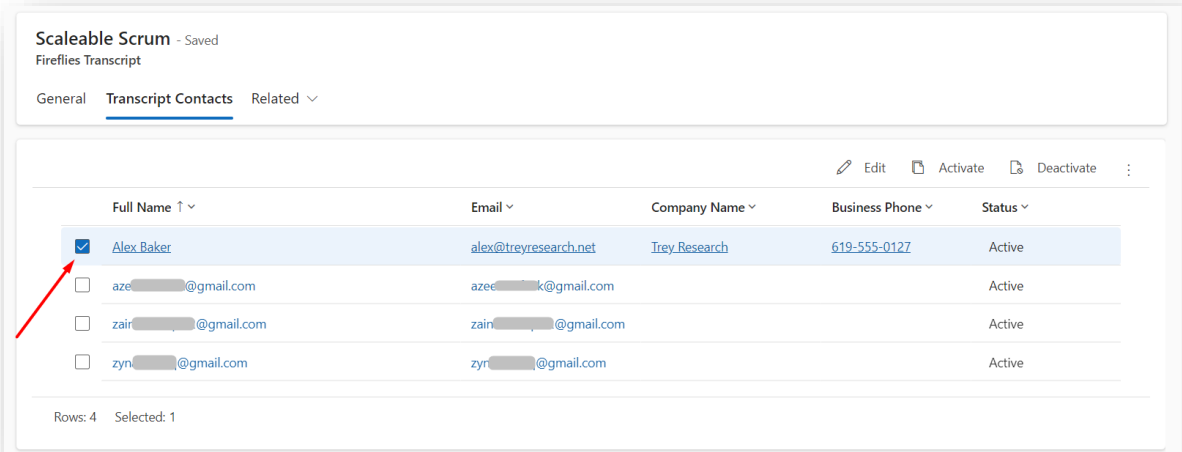 Scaleable Scrum - Saved
Fireflies Transcript
General Transcript Contacts Related
Edit Activate Deactivate
Full Name Email Company Name Business Phone Status
Alex Baker alex@treyresearch.net Trey Research 619-555-0127 Active
@gmail.com @gmail.com Active
@gmail.com @gmail.com Active
@gmail.com @gmail.com Active
Rows: 4 Selected: 1